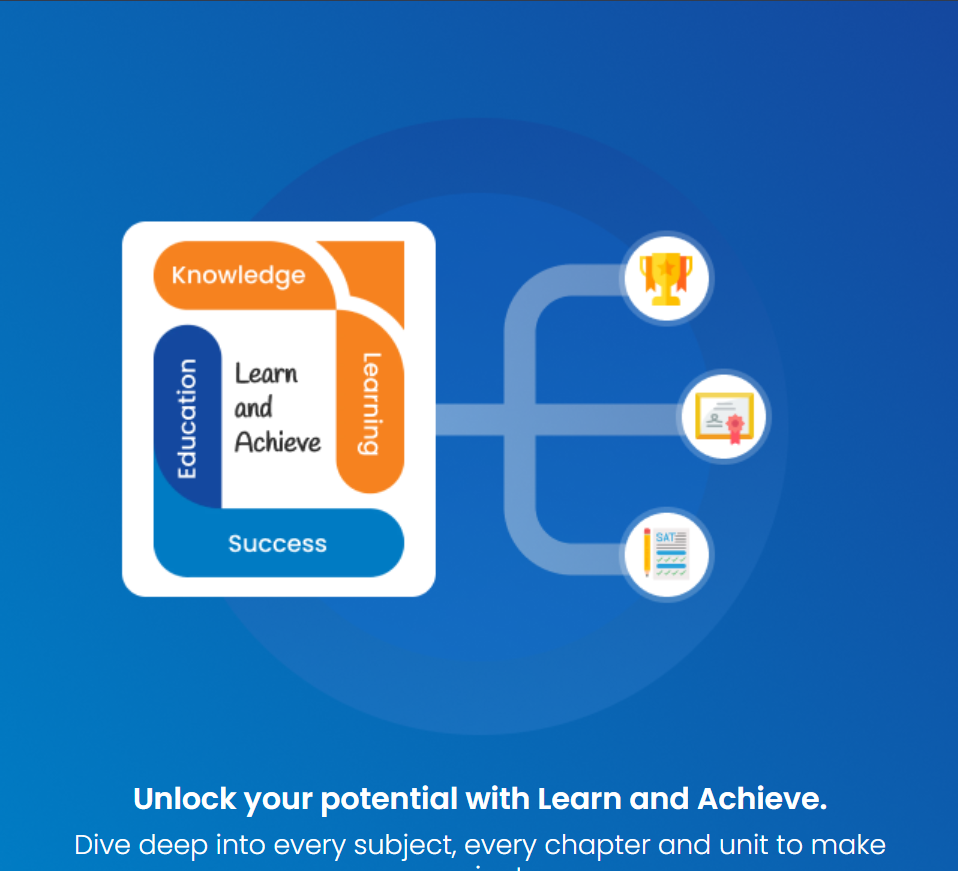 Knowledge
Learning
Education
Learn
and
Achieve
Success
SAT
Unlock your potential with Learn and Achieve.
Dive deep into every subject, every chapter and unit to make